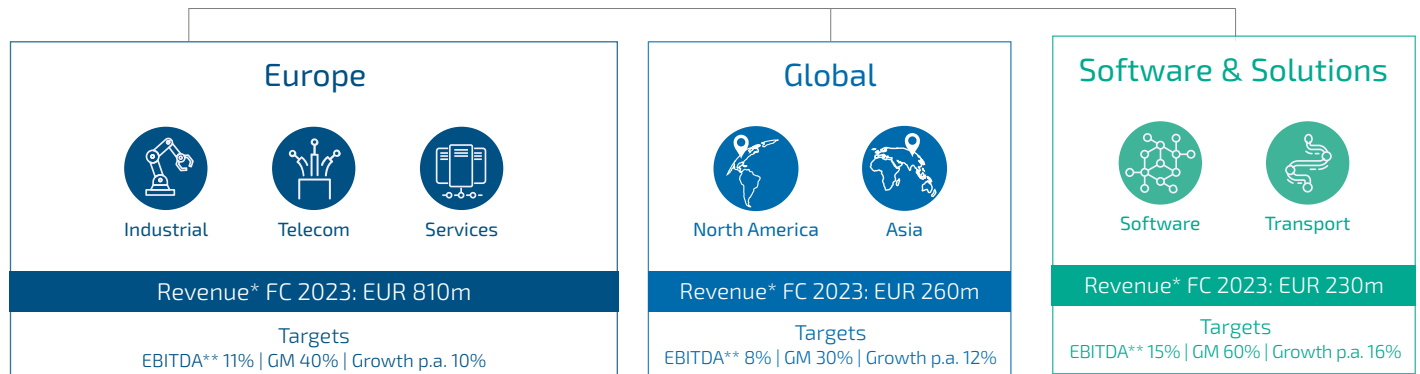 Europe
Industrial
Telecom
Services
Revenue* FC 2023: EUR 810m
Targets
EBITDA** 11% | GM 40% | Growth p.a. 10%
Global
North America
Asia
Revenue* FC 2023: EUR 260m
Targets
EBITDA** 8% | GM 30% | Growth p.a. 12%
Software & Solutions
Software
Transport
Revenue* FC 2023: EUR 230m
Targets
EBITDA** 15% | GM 60% | Growth p.a. 16%